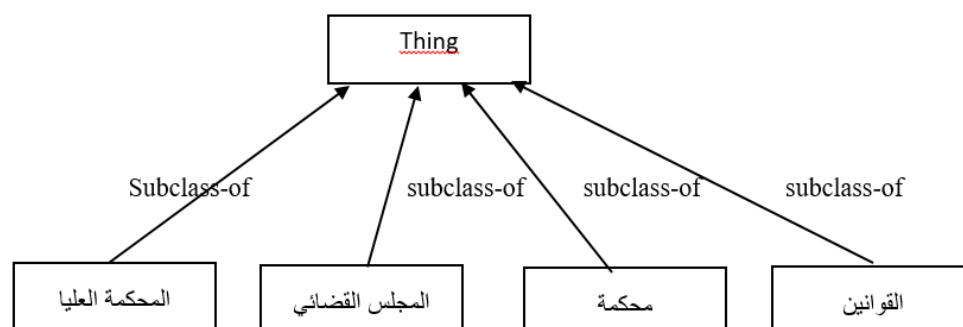 Thing
Subclass-of
subclass-of
subclass-of
subclass-of
المحكمة العليا
المجلس القضائي
محكمة
القوانين